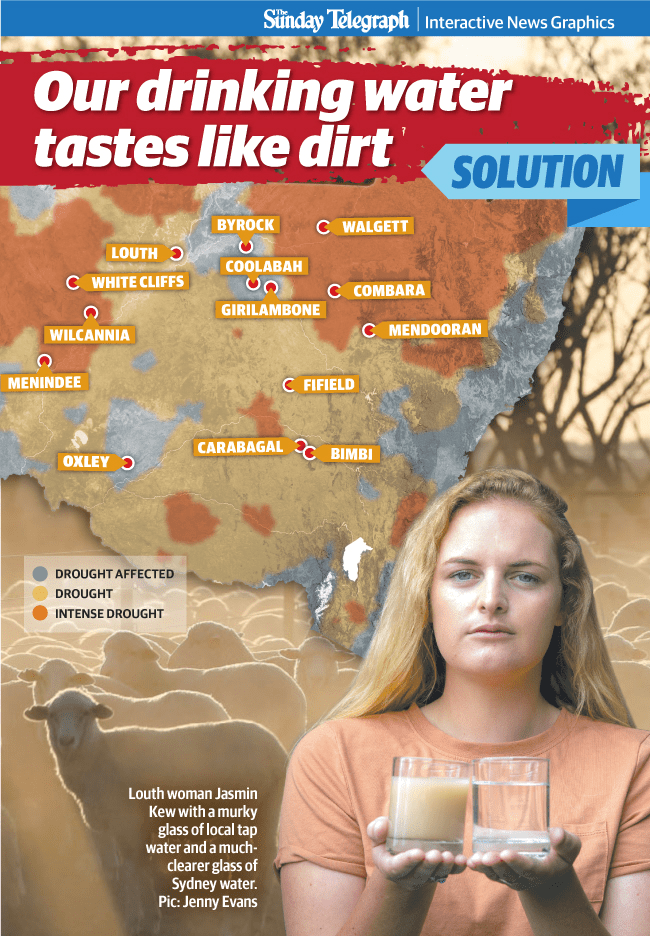 The Sunday Telegraph | Interactive News Graphics
Our drinking water
tastes like dirt
SOLUTION
BYROCK
WALGETT
LOUTH
COOLABAH
WHITE CLIFFS
COMBARA
GIRILAMBONE
WILCANNIA
MENDOORAN
MENINDEE
FIFIELD
CARABAGAL
BIMBI
OXLEY
DROUGHT AFFECTED
DROUGHT
INTENSE DROUGHT
Louth woman Jasmin
Kew with a murky
glass of local tap
water and a much-
clearer glass of
Sydney water.
Pic: Jenny Evans